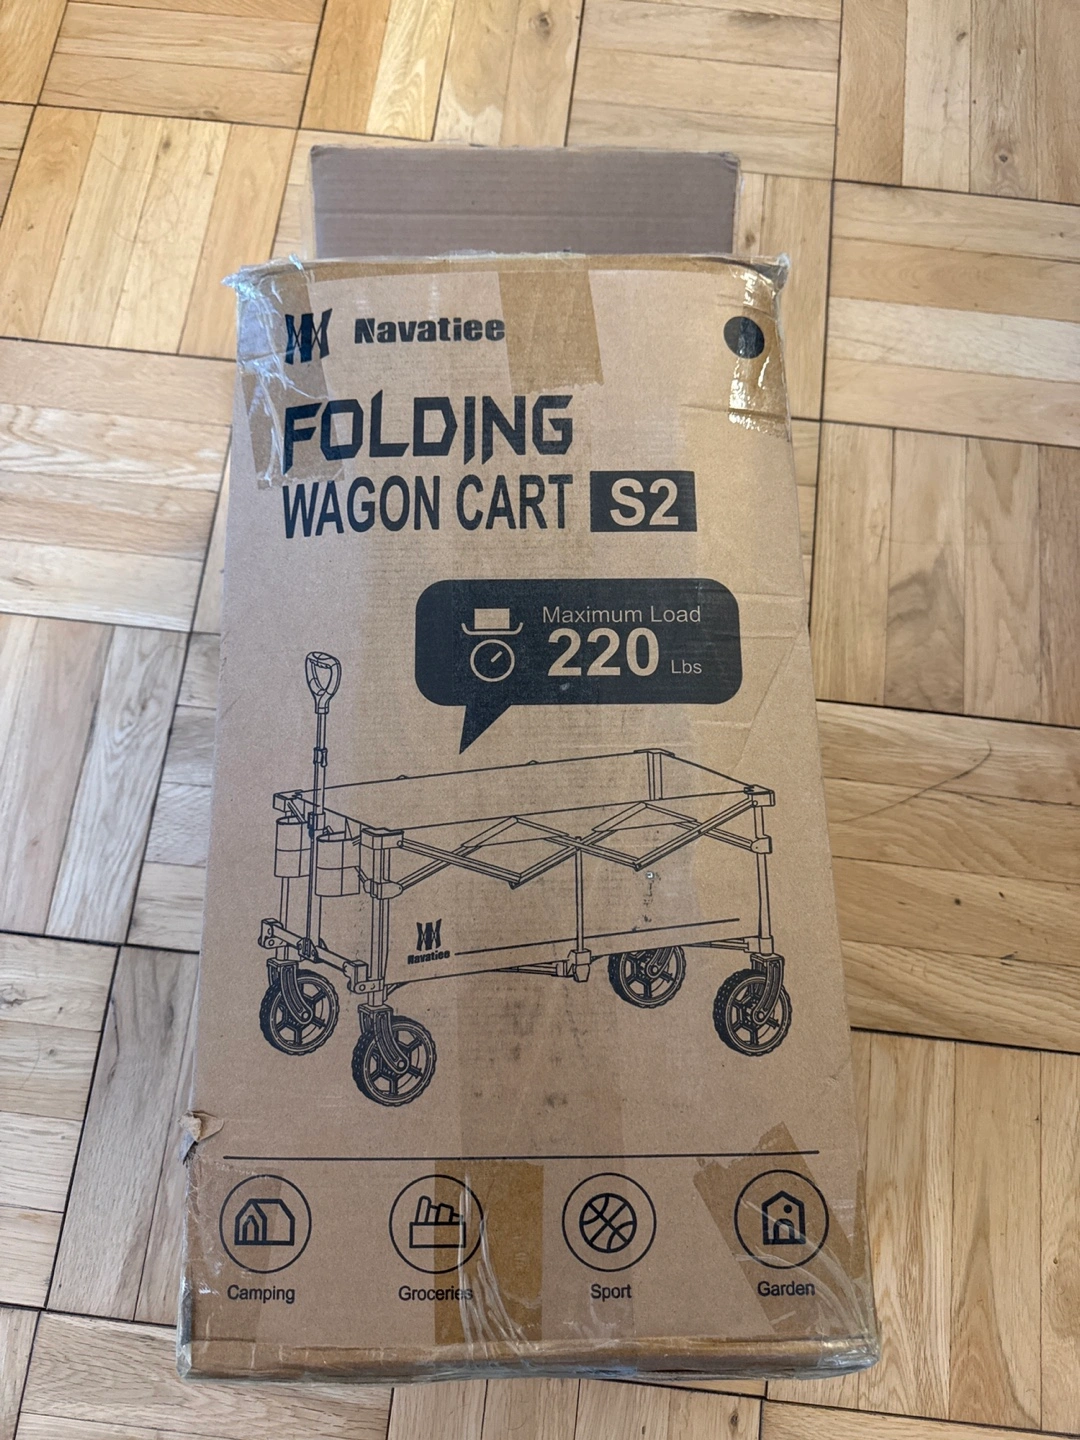 Navatiee
FOLDING
WAGON CART S2
Maximum Load
220 Lbs
Navatiee
Camping
Groceries
Sport
Garden